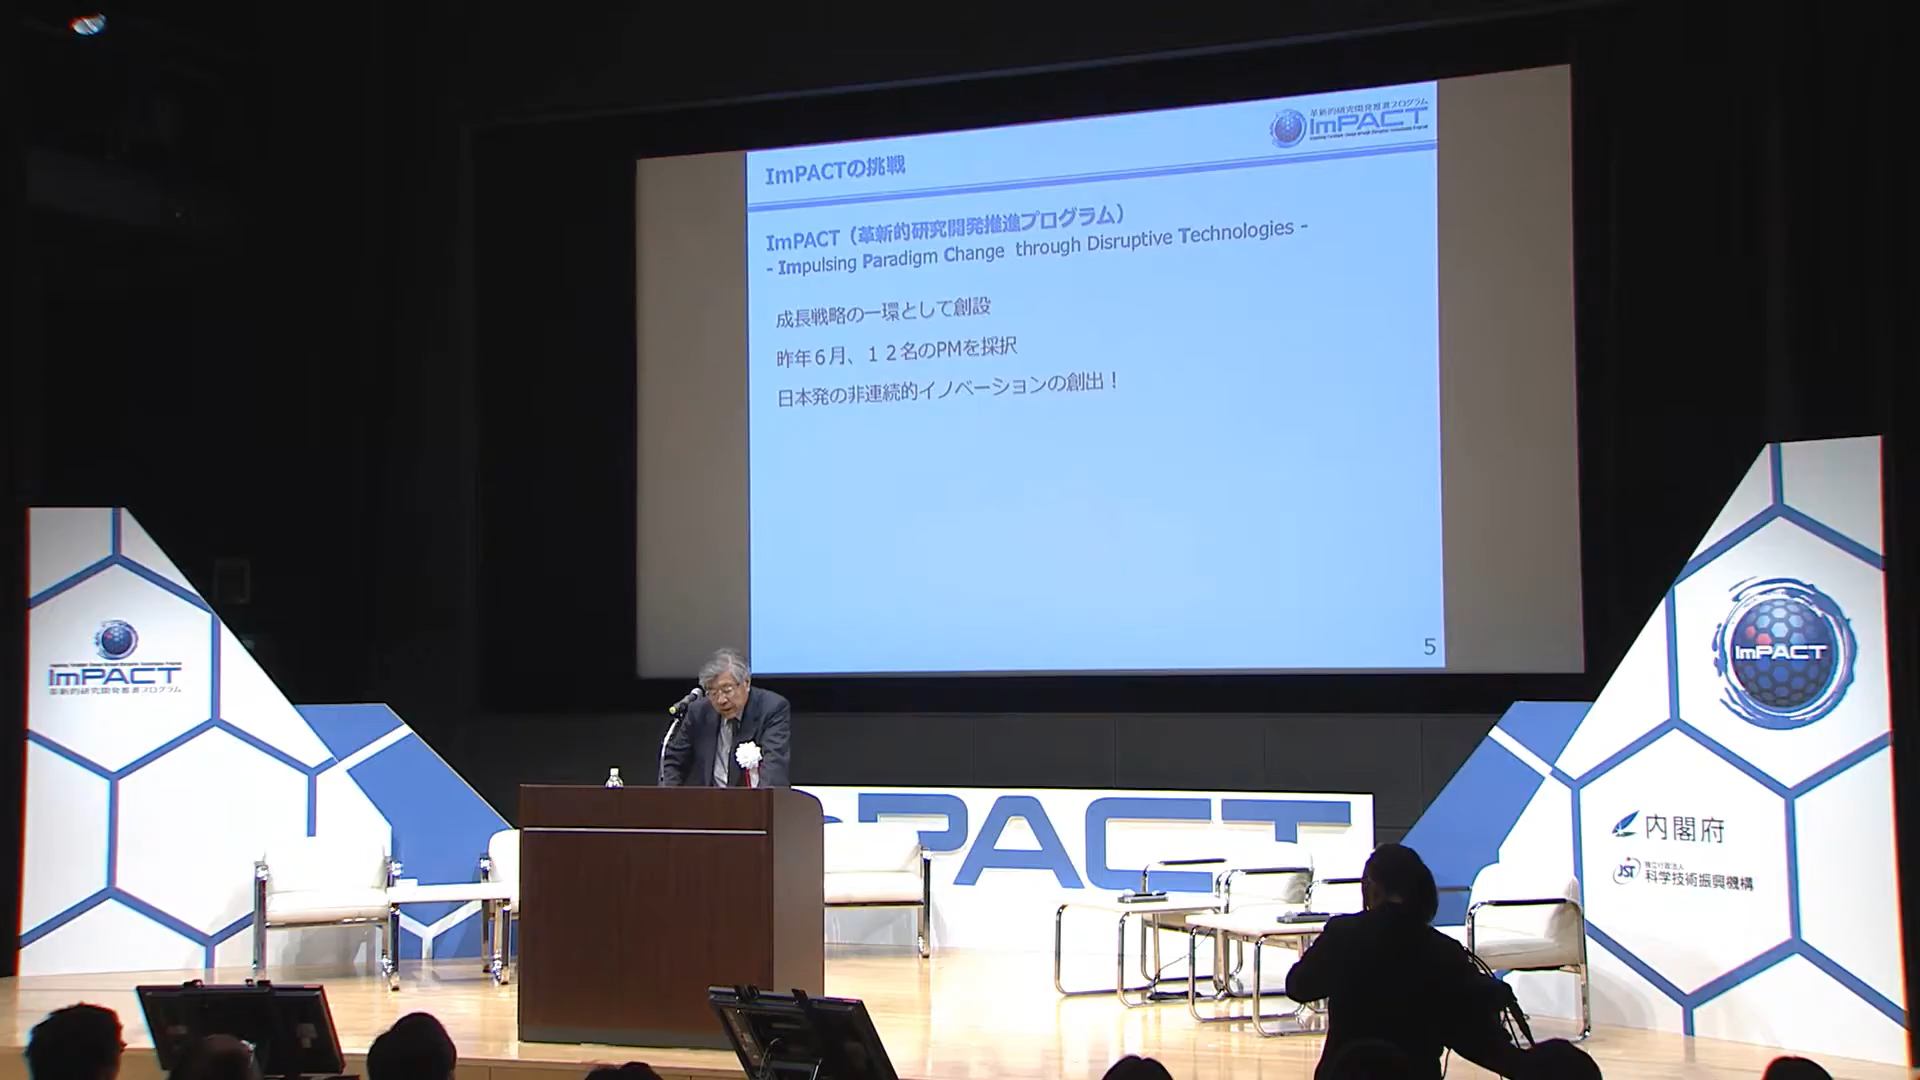 革新的研究開発推進プログラム
ImPACT
ImPACTの挑戦
ImPACT（革新的研究開発推進プログラム）
- Impulsing Paradigm Change through Disruptive Technologies -
成長戦略の一環として創設
昨年６月、１２名のPMを採択
日本発の非連続的イノベーションの創出！
5
ImPACT
革新的研究開発推進プログラム
PACT
ImPACT
内閣府
JST
独立行政法人
科学技術振興機構